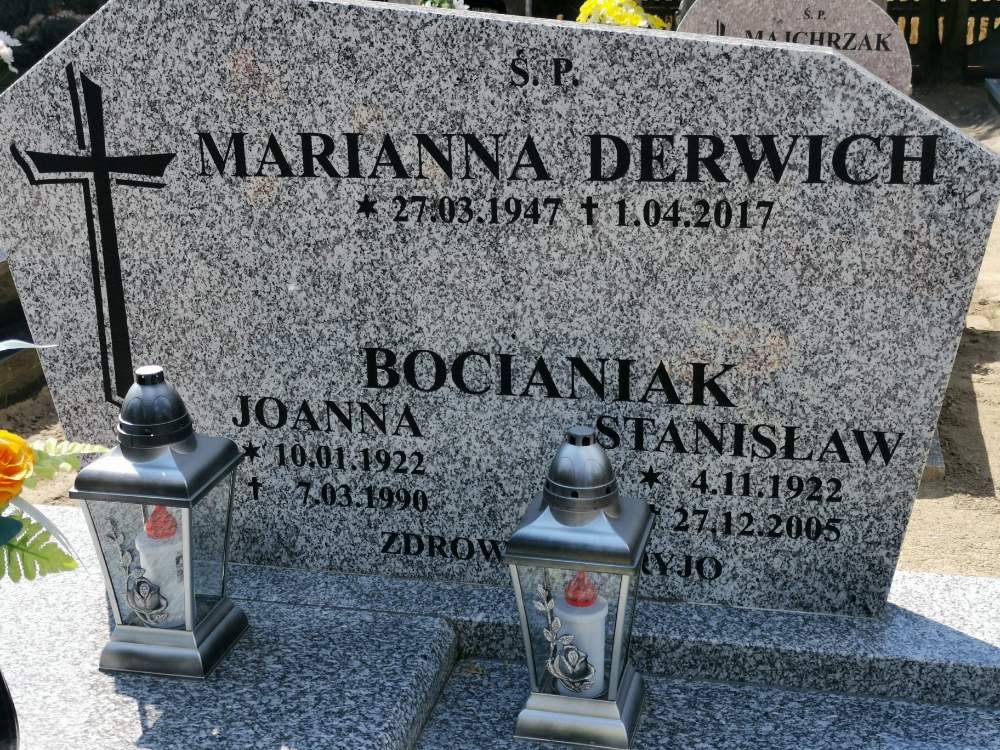 Ś. P.
MAJCHRZAK
Ś. P.
MARIANNA DERWICH
* 27.03.1947 † 1.04.2017
BOCIANIAK
JOANNA
* 10.01.1922
† 7.03.1990
STANISŁAW
* 4.11.1922
† 27.12.2005